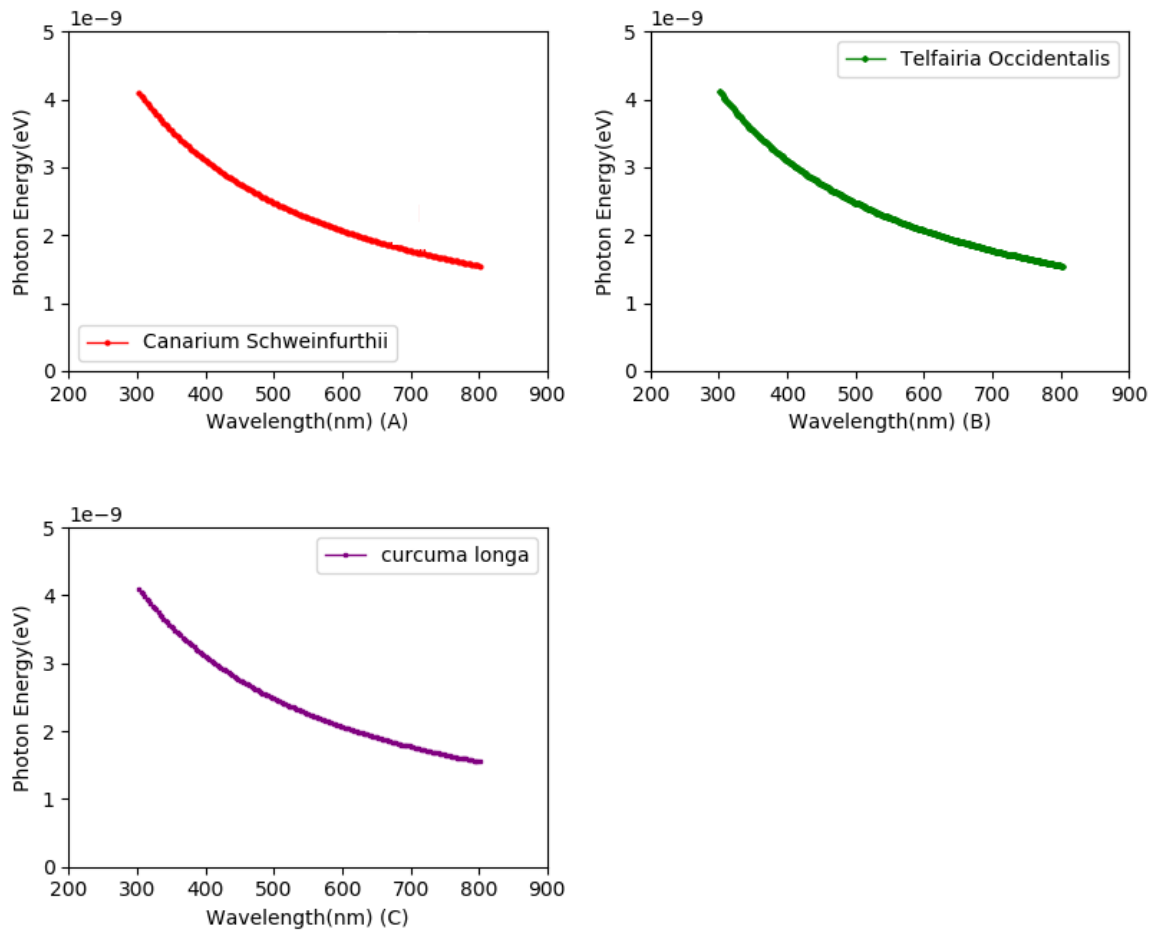 1e−9
5
4
3
2
1
0
Photon Energy(eV)
Canarium Schweinfurthii
200 300 400 500 600 700 800 900
Wavelength(nm) (A)
1e−9
5
4
3
2
1
0
Photon Energy(eV)
Telfairia Occidentalis
200 300 400 500 600 700 800 900
Wavelength(nm) (B)
1e−9
5
4
3
2
1
0
Photon Energy(eV)
curcuma longa
200 300 400 500 600 700 800 900
Wavelength(nm) (C)